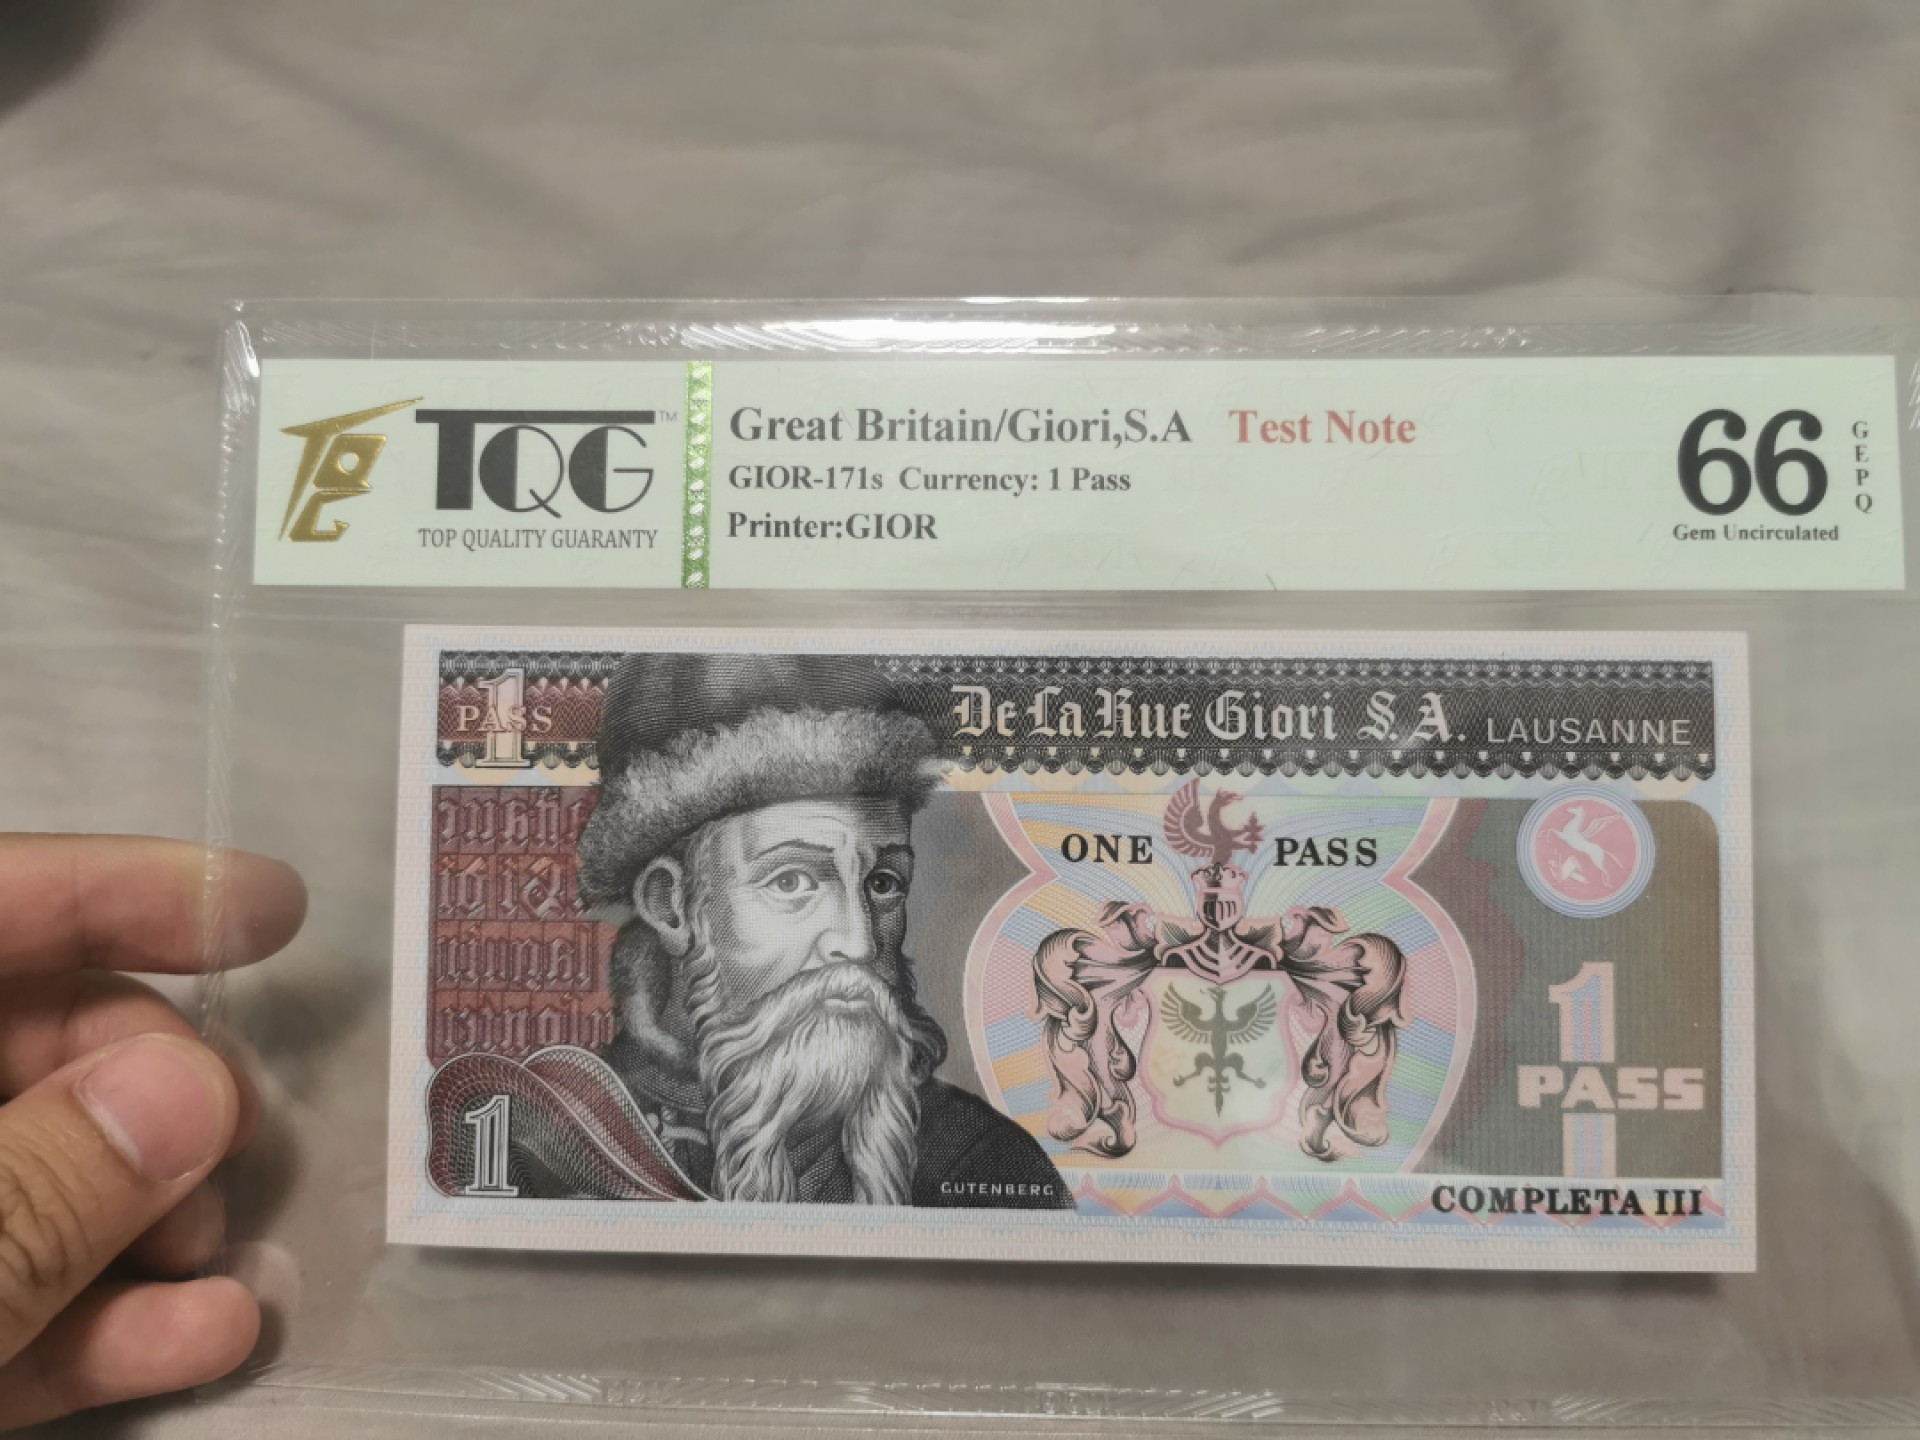 TQG™
TOP QUALITY GUARANTY
Great Britain/Giori,S.A Test Note
GIOR-171s Currency: 1 Pass
Printer:GIOR
66
GEPQ
Gem Uncirculated
1
PASS
De La Rue Giori S.A. LAUSANNE
ONE PASS
1
PASS
1
GUTENBERG
COMPLETA III